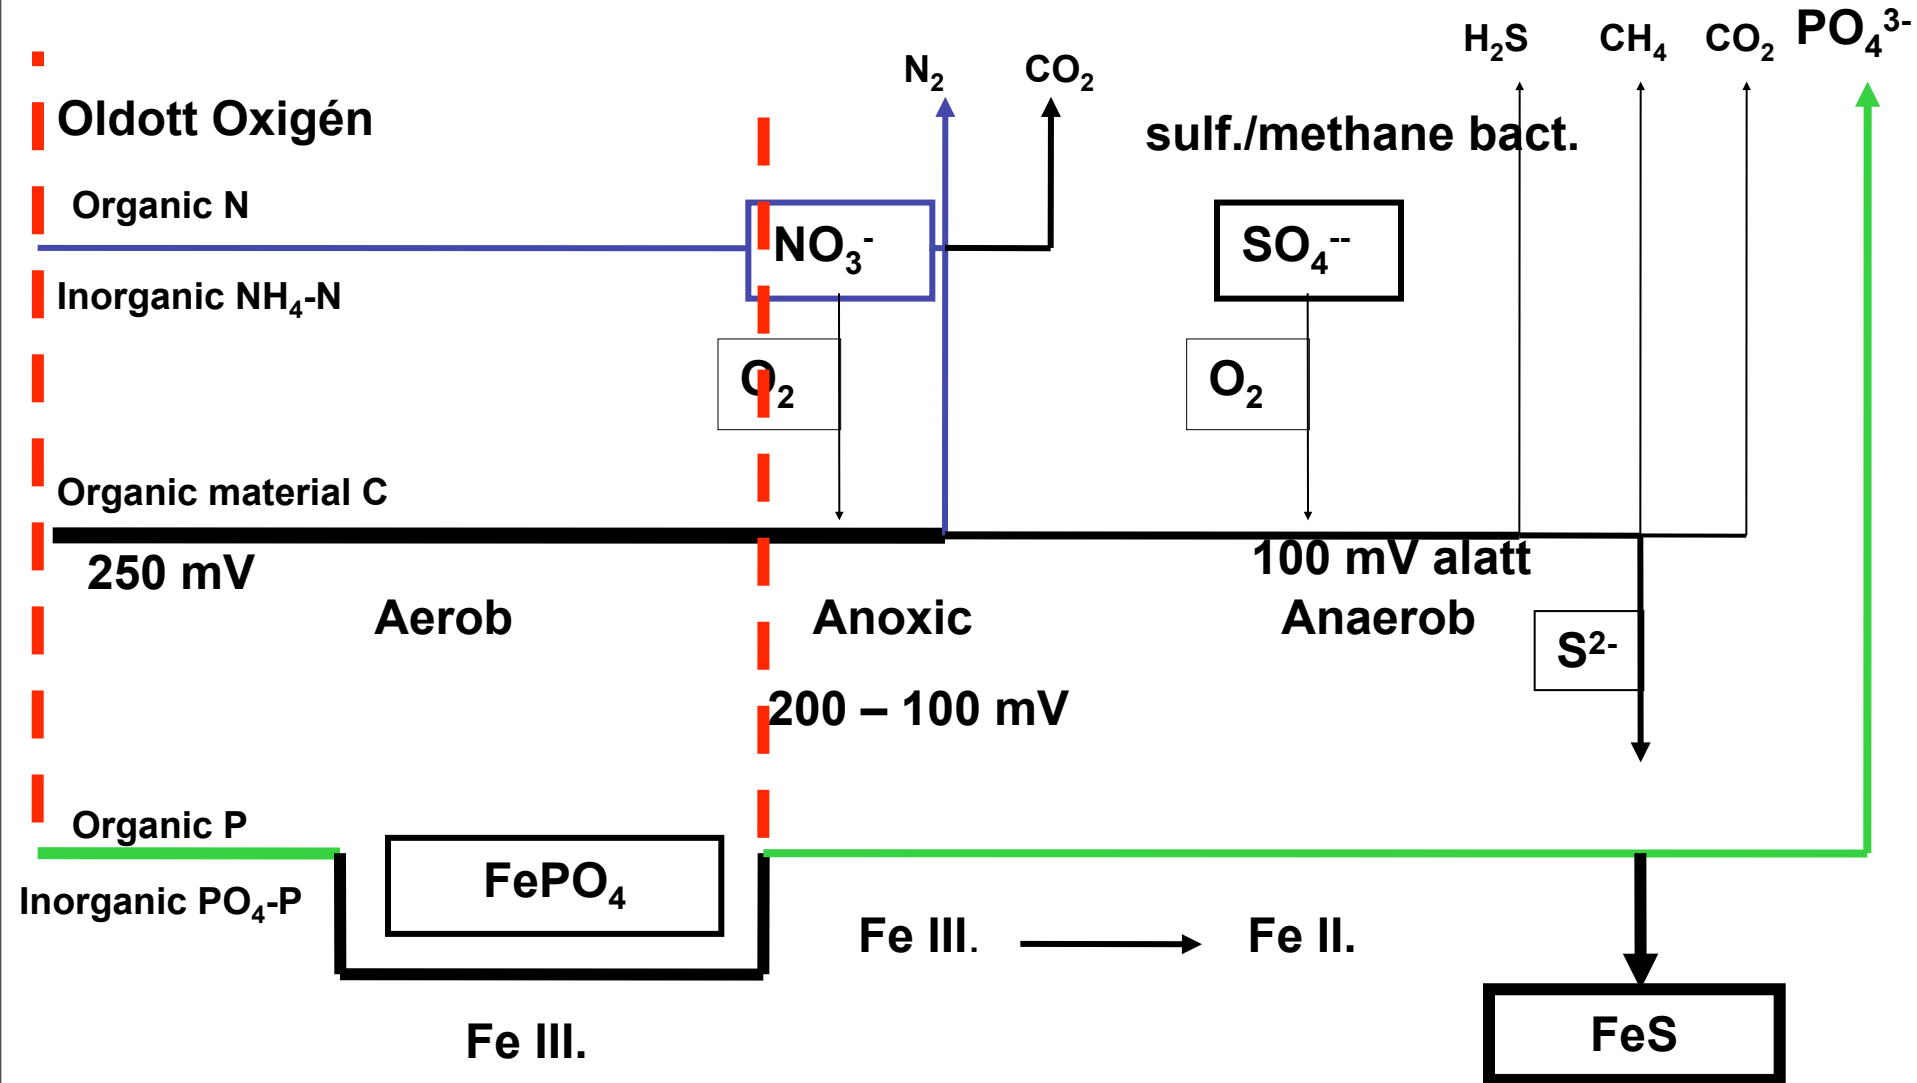 H₂S CH₄ CO₂ PO₄³⁻
N₂ CO₂
Oldott Oxigén
sulf./methane bact.
Organic N
NO₃⁻
SO₄⁻⁻
Inorganic NH₄-N
O₂
O₂
Organic material C
250 mV
100 mV alatt
Aerob
Anoxic
Anaerob
S²⁻
200 – 100 mV
Organic P
FePO₄
Inorganic PO₄-P
Fe III.
Fe II.
Fe III.
FeS